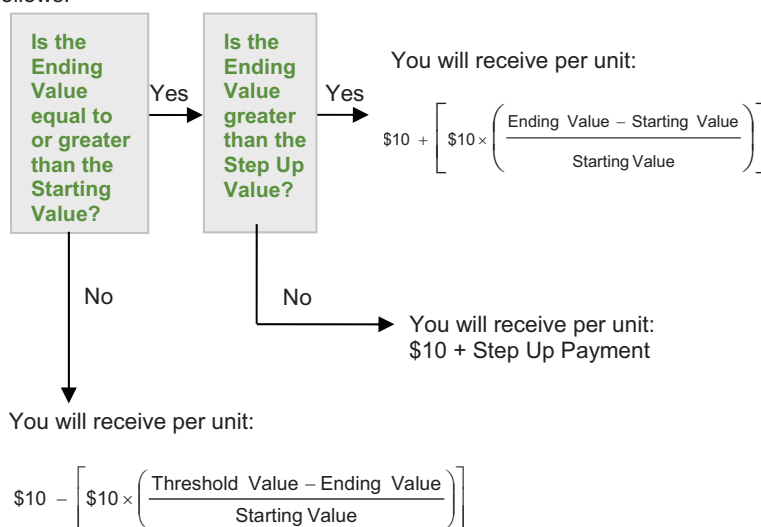 Is the
Ending
Value
equal to
or greater
than the
Starting
Value?
Yes
Is the
Ending
Value
greater
than the
Step Up
Value?
Yes
You will receive per unit:
$10 + [ $10 × ( Ending Value – Starting Value
Starting Value ) ]
No
No
You will receive per unit:
$10 + Step Up Payment
You will receive per unit:
$10 – [ $10 × ( Threshold Value – Ending Value
Starting Value ) ]